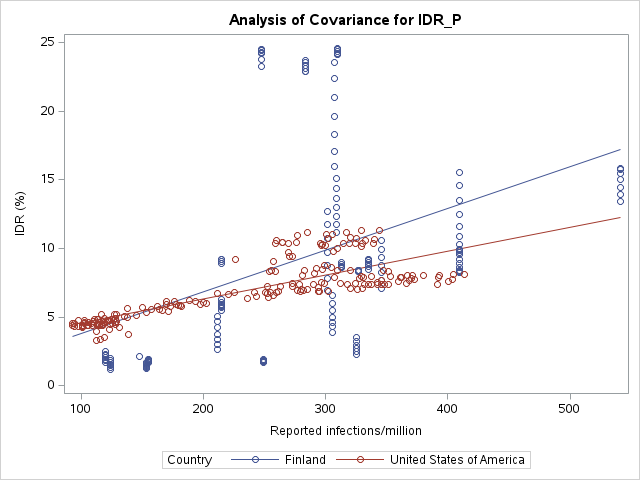 Analysis of Covariance for IDR_P
25
20
15
10
5
0
IDR (%)
100 200 300 400 500
Reported infections/million
Country Finland United States of America